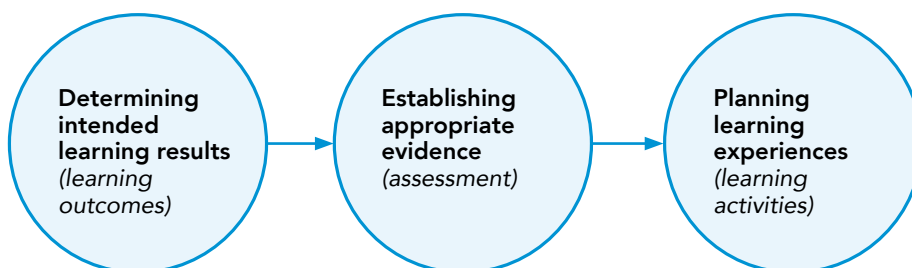 Determining
intended
learning results
(learning
outcomes)
Establishing
appropriate
evidence
(assessment)
Planning
learning
experiences
(learning
activities)